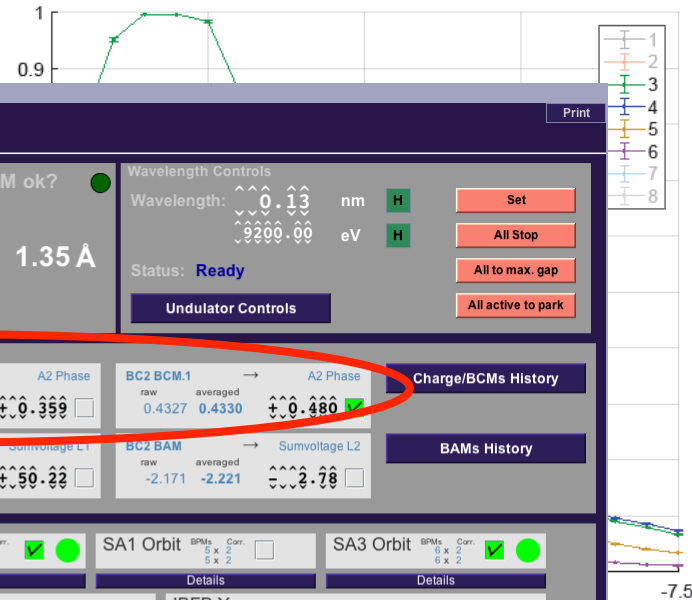 1
0.9
1
2
3
4
5
6
7
8
-7.5
Print
M ok?
1.35 Å
Wavelength Controls
Wavelength: 0.13 nm H
9200.00 eV H
Status: Ready
Undulator Controls
Set
All Stop
All to max. gap
All active to park
A2 Phase
+0.359
BC2 BCM.1 → A2 Phase
raw averaged
0.4327 0.4330 +0.480
Charge/BCMs History
Sumvoltage L1
+50.22
BC2 BAM → Sumvoltage L2
raw averaged
-2.171 -2.221 -2.78
BAMs History
SA1 Orbit BPMs Corr.
5 x 2
5 x 2
Details
SA3 Orbit BPMs Corr.
6 x 2
6 x 2
Details